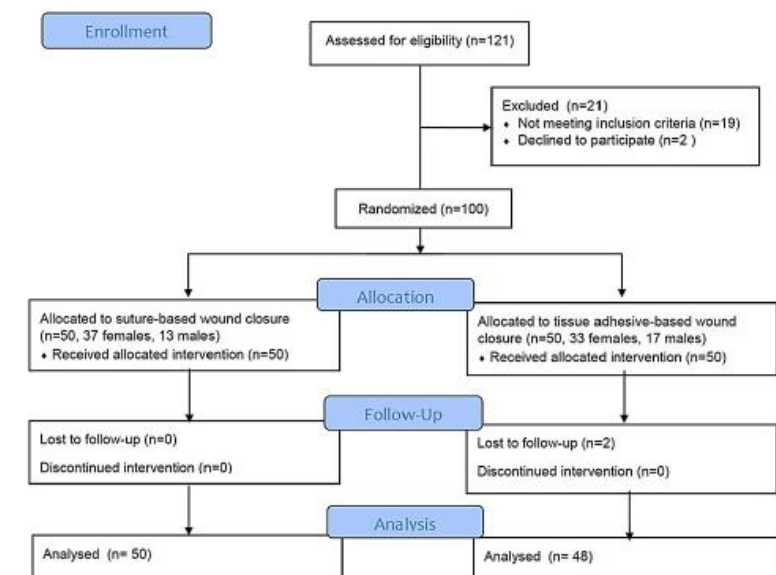 Enrollment
Assessed for eligibility (n=121)
Excluded (n=21)
♦ Not meeting inclusion criteria (n=19)
♦ Declined to participate (n=2 )
Randomized (n=100)
Allocation
Allocated to suture-based wound closure
(n=50, 37 females, 13 males)
♦ Received allocated intervention (n=50)
Allocated to tissue adhesive-based wound
closure (n=50, 33 females, 17 males)
♦ Received allocated intervention (n=50)
Follow-Up
Lost to follow-up (n=0)
Discontinued intervention (n=0)
Lost to follow-up (n=2)
Discontinued intervention (n=0)
Analysis
Analysed (n= 50)
Analysed (n= 48)